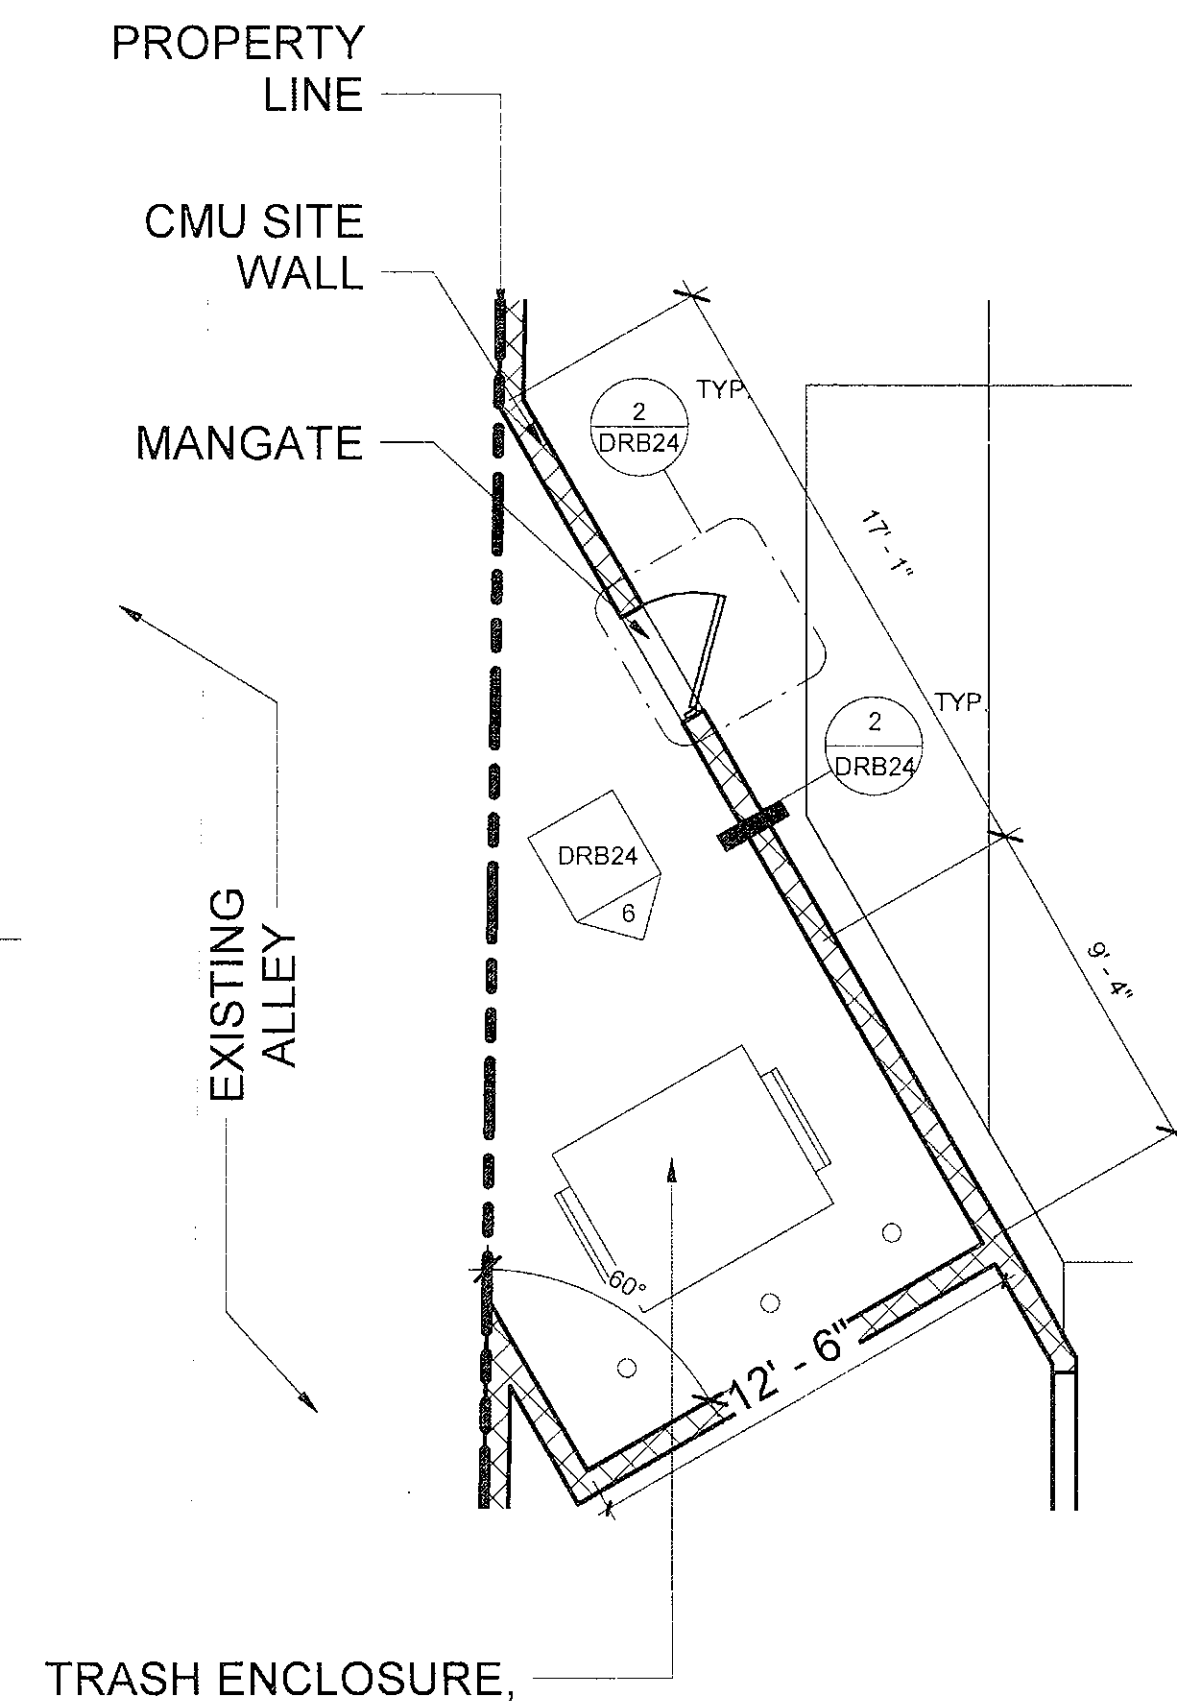 PROPERTY
LINE
CMU SITE
WALL
MANGATE
2
DRB24
TYP.
17' - 1"
2
DRB24
TYP.
DRB24
6
9' - 4"
EXISTING
ALLEY
60°
12' - 6"
TRASH ENCLOSURE,